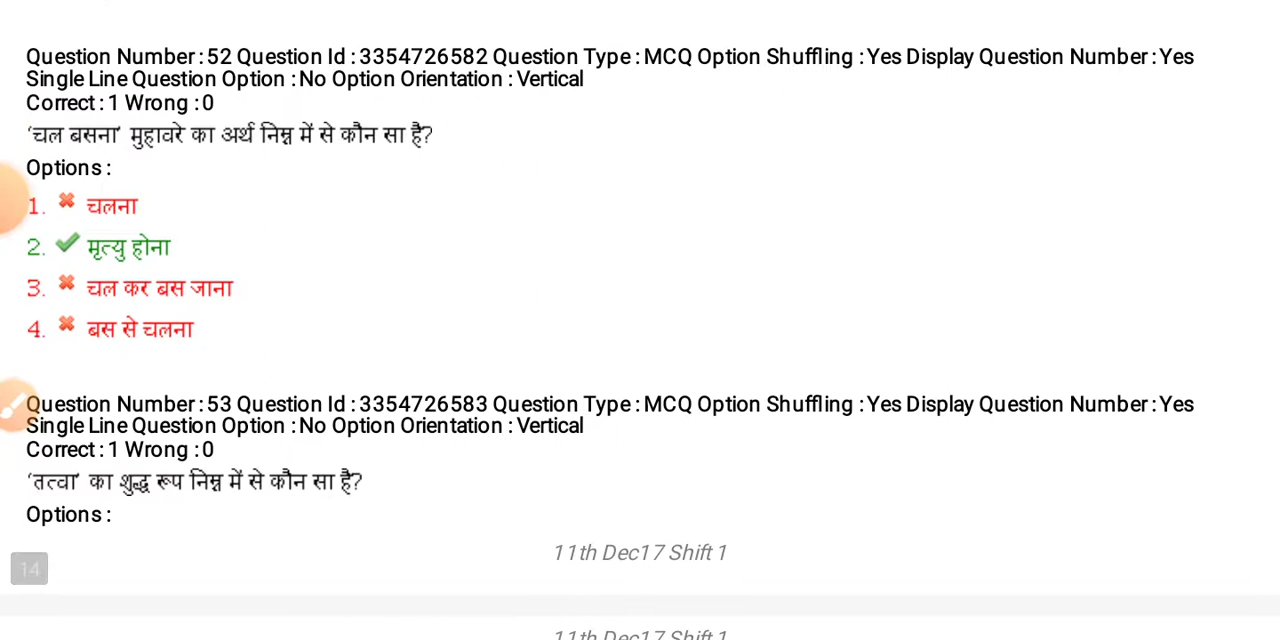 Question Number : 52 Question Id : 3354726582 Question Type : MCQ Option Shuffling : Yes Display Question Number : Yes
Single Line Question Option : No Option Orientation : Vertical
Correct : 1 Wrong : 0
‘चल बसना’ मुहावरे का अर्थ निम्न में से कौन सा है?
Options :
1. चलना
2. मृत्यु होना
3. चल कर बस जाना
4. बस से चलना
Question Number : 53 Question Id : 3354726583 Question Type : MCQ Option Shuffling : Yes Display Question Number : Yes
Single Line Question Option : No Option Orientation : Vertical
Correct : 1 Wrong : 0
‘तत्वा’ का शुद्ध रूप निम्न में से कौन सा है?
Options :
11th Dec17 Shift 1
14
11th Dec17 Shift 1